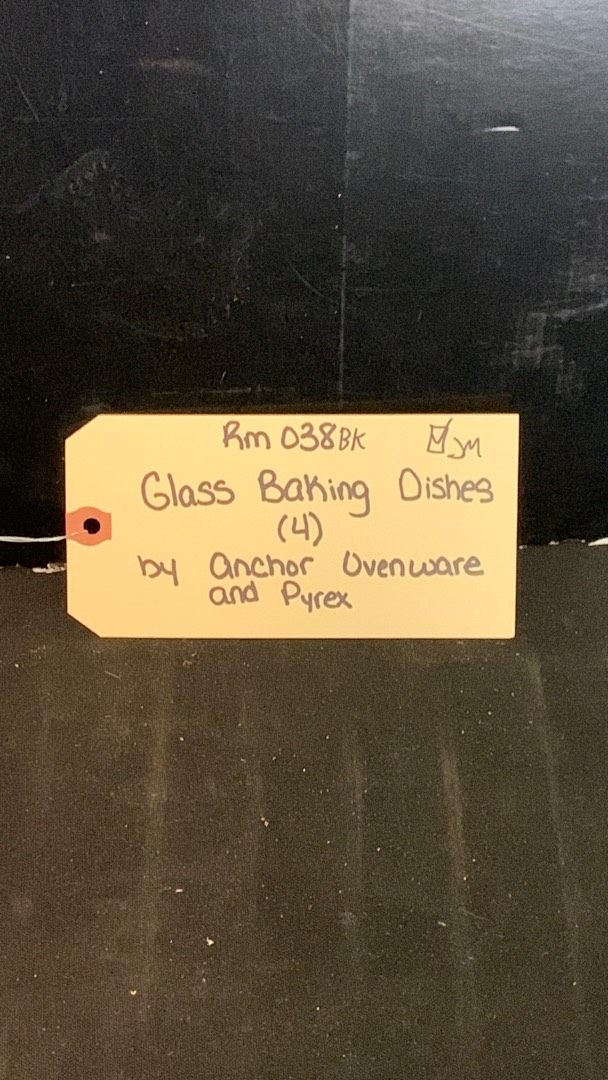 Rm 038BK ☑ JM
Glass Baking Dishes
(4)
by Anchor Ovenware
and Pyrex